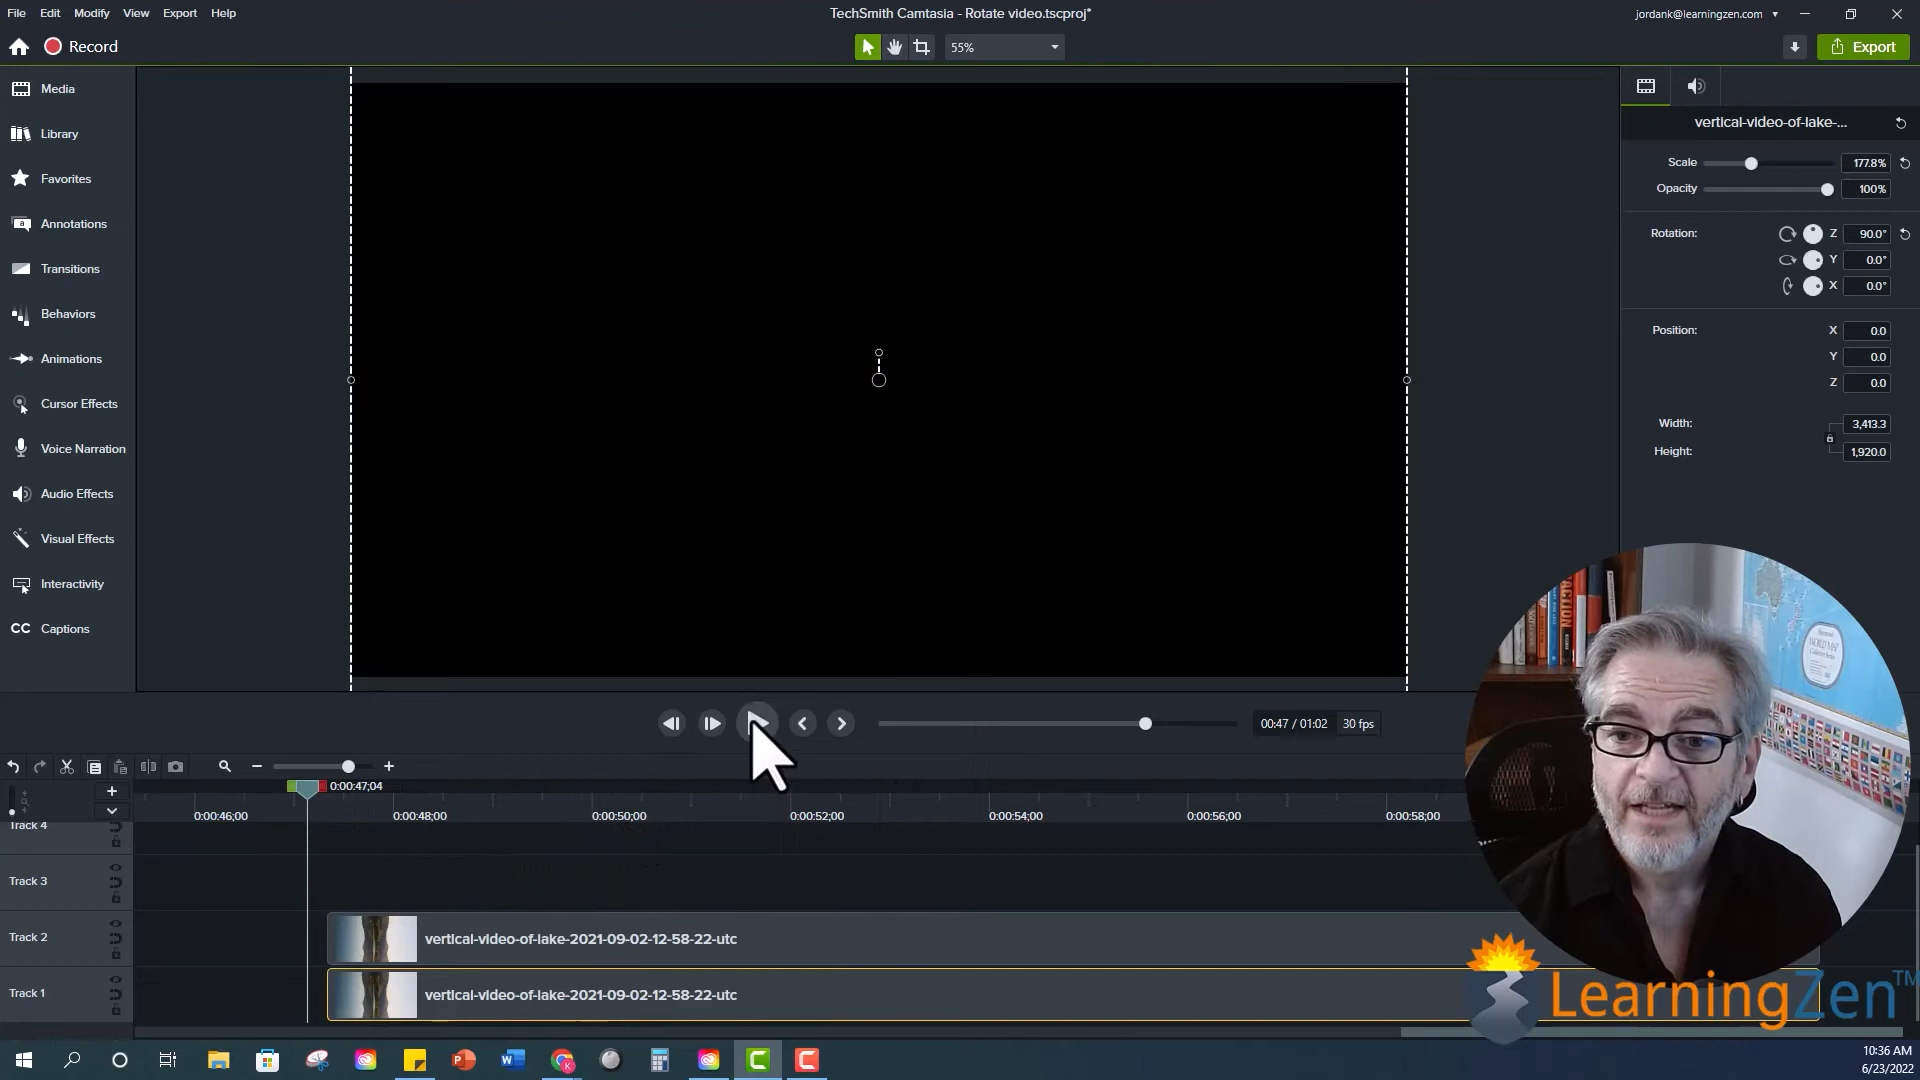 File Edit Modify View Export Help
TechSmith Camtasia - Rotate video.tscproj*
jordank@learningzen.com
Record
55%
Export
Media
Library
Favorites
Annotations
Transitions
Behaviors
Animations
Cursor Effects
Voice Narration
Audio Effects
Visual Effects
Interactivity
CC Captions
vertical-video-of-lake-...
Scale 177.8%
Opacity 100%
Rotation: Z 90.0°
Y 0.0°
X 0.0°
Position: X 0.0
Y 0.0
Z 0.0
Width: 3,413.3
Height: 1,920.0
00:47 / 01:02 30 fps
0:00:47;04
0:00:46;00 0:00:48;00 0:00:50;00 0:00:52;00 0:00:54;00 0:00:56;00 0:00:58;00
Track 4
Track 3
Track 2
vertical-video-of-lake-2021-09-02-12-58-22-utc
Track 1
vertical-video-of-lake-2021-09-02-12-58-22-utc
LearningZen™
10:36 AM
6/23/2022